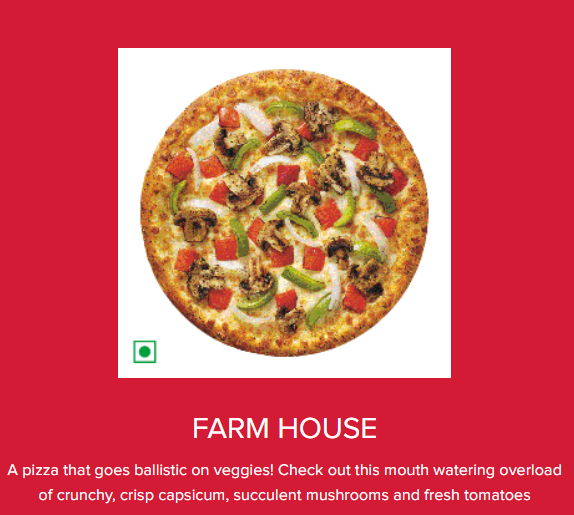 FARM HOUSE
A pizza that goes ballistic on veggies! Check out this mouth watering overload
of crunchy, crisp capsicum, succulent mushrooms and fresh tomatoes